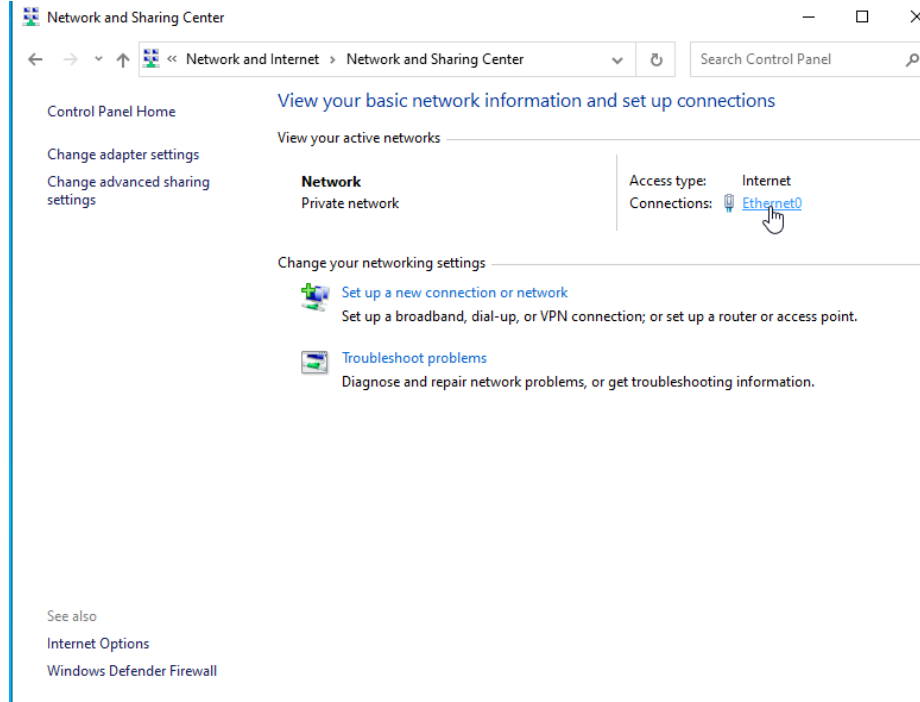 Network and Sharing Center
« Network and Internet › Network and Sharing Center
Search Control Panel
Control Panel Home
Change adapter settings
Change advanced sharing
settings
View your basic network information and set up connections
View your active networks
Network
Private network
Access type: Internet
Connections: Ethernet0
Change your networking settings
Set up a new connection or network
Set up a broadband, dial-up, or VPN connection; or set up a router or access point.
Troubleshoot problems
Diagnose and repair network problems, or get troubleshooting information.
See also
Internet Options
Windows Defender Firewall